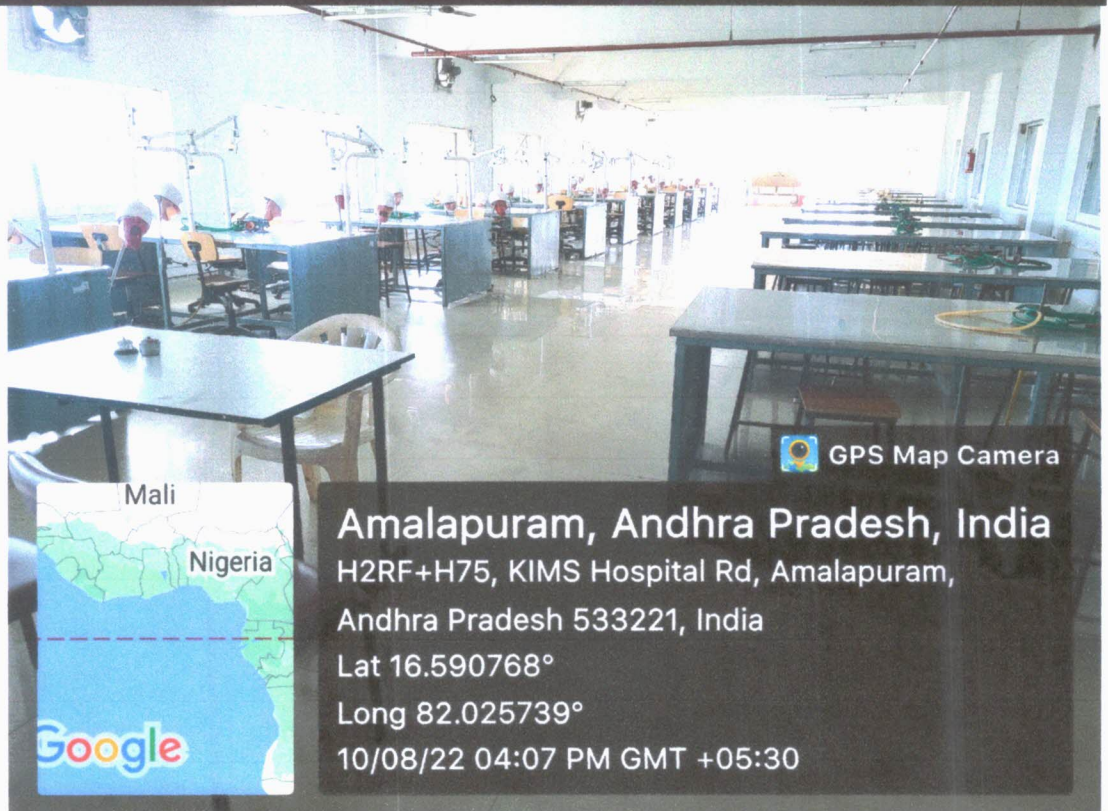 GPS Map Camera
Mali
Nigeria
Google
Amalapuram, Andhra Pradesh, India
H2RF+H75, KIMS Hospital Rd, Amalapuram,
Andhra Pradesh 533221, India
Lat 16.590768°
Long 82.025739°
10/08/22 04:07 PM GMT +05:30